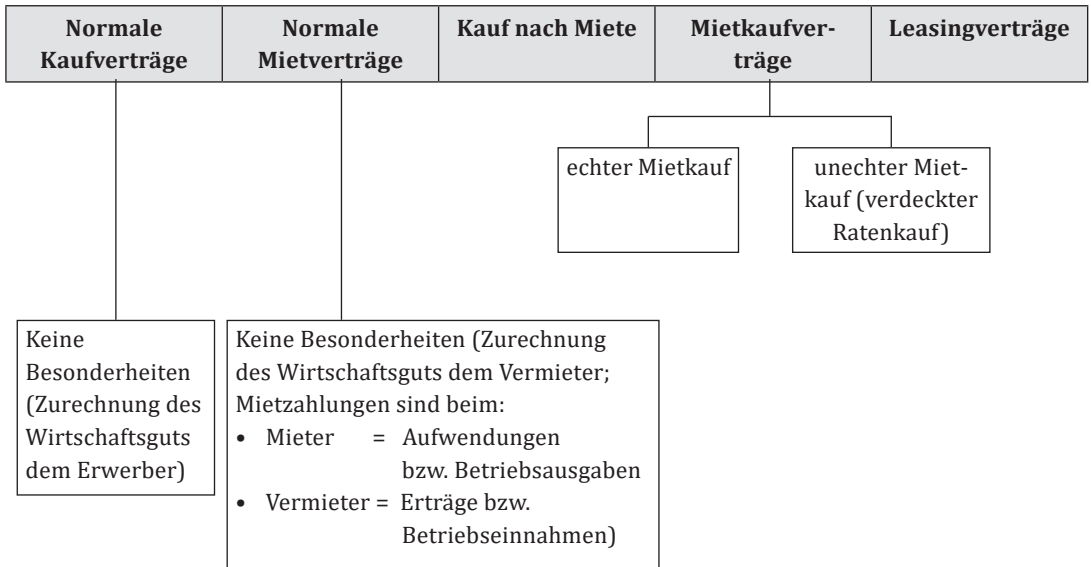 Normale
Kaufverträge
Normale
Mietverträge
Kauf nach Miete
Mietkaufver-
träge
Leasingverträge
echter Mietkauf
unechter Miet-
kauf (verdeckter
Ratenkauf)
Keine
Besonderheiten
(Zurechnung des
Wirtschaftsguts
dem Erwerber)
Keine Besonderheiten (Zurechnung
des Wirtschaftsguts dem Vermieter;
Mietzahlungen sind beim:
• Mieter = Aufwendungen
bzw. Betriebsausgaben
• Vermieter = Erträge bzw.
Betriebseinnahmen)